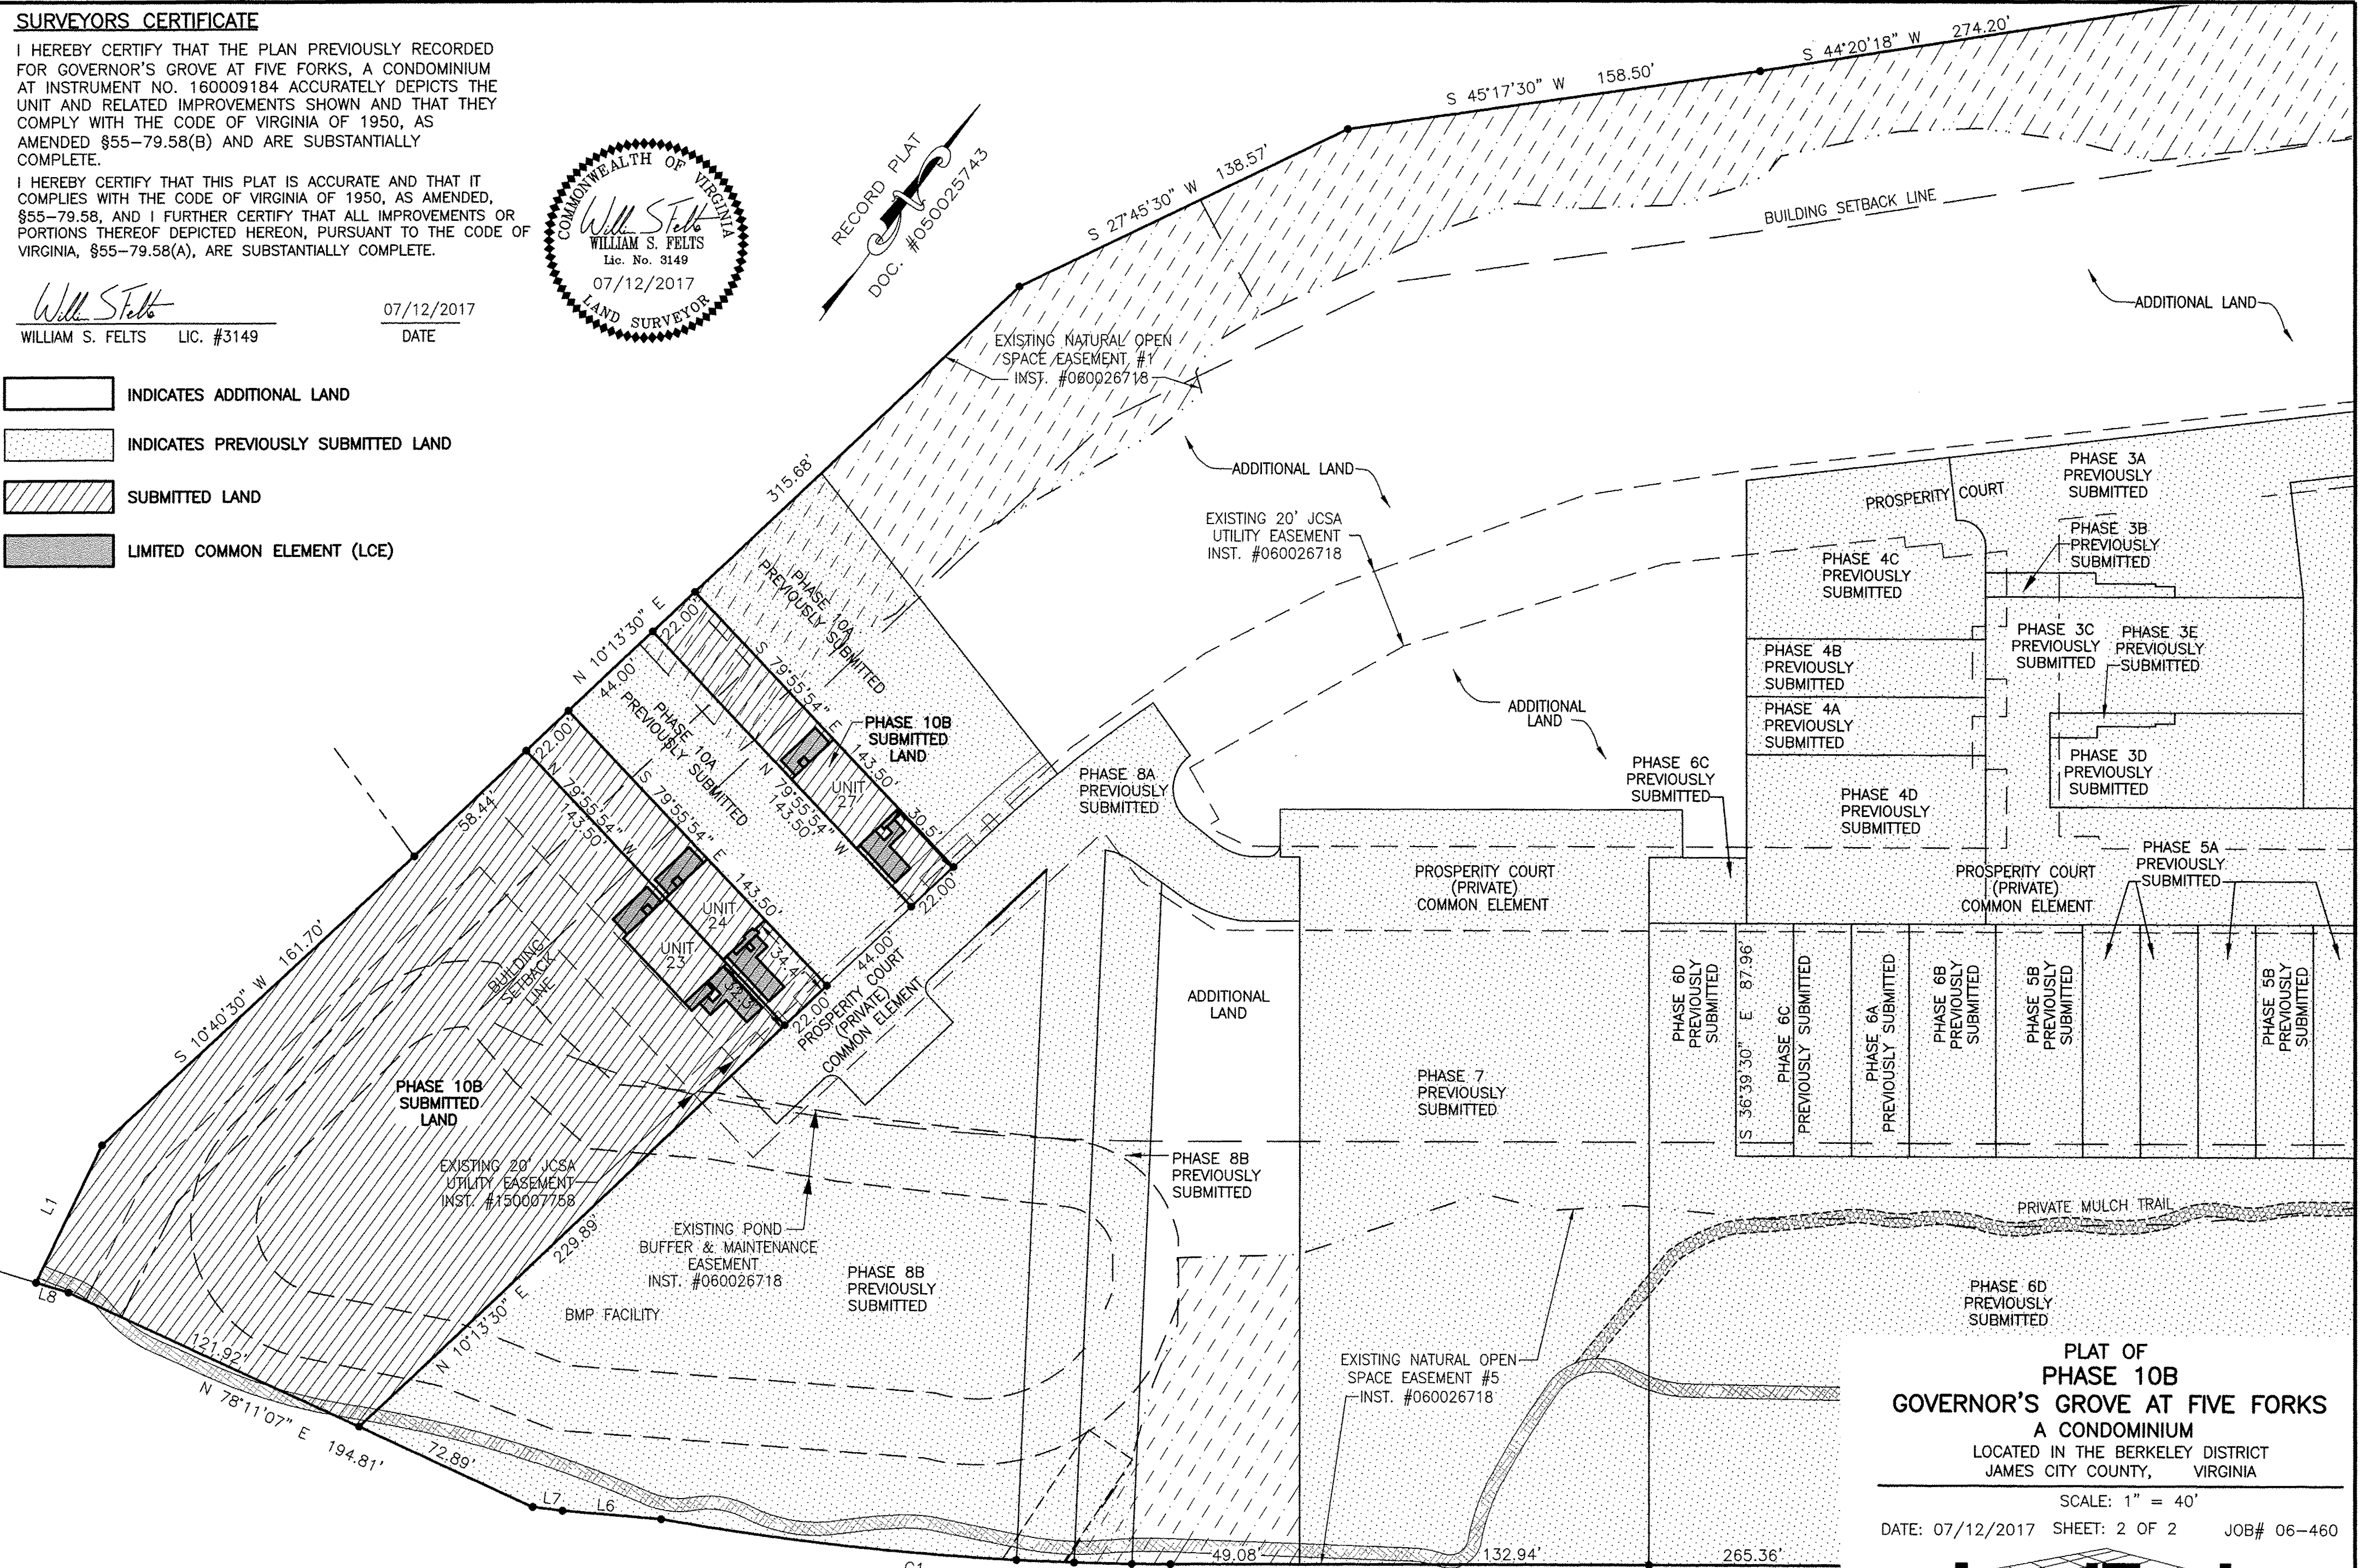 SURVEYORS CERTIFICATE
I HEREBY CERTIFY THAT THE PLAN PREVIOUSLY RECORDED
FOR GOVERNOR'S GROVE AT FIVE FORKS, A CONDOMINIUM
AT INSTRUMENT NO. 160009184 ACCURATELY DEPICTS THE
UNIT AND RELATED IMPROVEMENTS SHOWN AND THAT THEY
COMPLY WITH THE CODE OF VIRGINIA OF 1950, AS
AMENDED §55-79.58(B) AND ARE SUBSTANTIALLY
COMPLETE.
I HEREBY CERTIFY THAT THIS PLAT IS ACCURATE AND THAT IT
COMPLIES WITH THE CODE OF VIRGINIA OF 1950, AS AMENDED,
§55-79.58, AND I FURTHER CERTIFY THAT ALL IMPROVEMENTS OR
PORTIONS THEREOF DEPICTED HEREON, PURSUANT TO THE CODE OF
VIRGINIA, §55-79.58(A), ARE SUBSTANTIALLY COMPLETE.
Willi S Felts
07/12/2017
WILLIAM S. FELTS LIC. #3149
DATE
COMMONWEALTH OF VIRGINIA
Willi S Felts
WILLIAM S. FELTS
Lic. No. 3149
07/12/2017
LAND SURVEYOR
RECORD PLAT
DOC. #050025743
INDICATES ADDITIONAL LAND
INDICATES PREVIOUSLY SUBMITTED LAND
SUBMITTED LAND
LIMITED COMMON ELEMENT (LCE)
S 27°45'30" W 138.57'
S 45°17'30" W 158.50'
S 44°20'18" W 274.20'
BUILDING SETBACK LINE
ADDITIONAL LAND
EXISTING NATURAL OPEN
SPACE EASEMENT #1
INST. #060026718
315.68'
ADDITIONAL LAND
EXISTING 20' JCSA
UTILITY EASEMENT
INST. #060026718
ADDITIONAL
LAND
PROSPERITY COURT
PHASE 3A
PREVIOUSLY
SUBMITTED
PHASE 3B
PREVIOUSLY
SUBMITTED
PHASE 4C
PREVIOUSLY
SUBMITTED
PHASE 3C
PREVIOUSLY
SUBMITTED
PHASE 3E
PREVIOUSLY
SUBMITTED
PHASE 4B
PREVIOUSLY
SUBMITTED
PHASE 4A
PREVIOUSLY
SUBMITTED
PHASE 3D
PREVIOUSLY
SUBMITTED
PHASE 4D
PREVIOUSLY
SUBMITTED
PHASE 6C
PREVIOUSLY
SUBMITTED
PHASE 5A
PREVIOUSLY
SUBMITTED
PHASE 8A
PREVIOUSLY
SUBMITTED
PROSPERITY COURT
(PRIVATE)
COMMON ELEMENT
PROSPERITY COURT
(PRIVATE)
COMMON ELEMENT
PHASE 10A
PREVIOUSLY SUBMITTED
N 10°13'30" E
22.00'
44.00'
22.00'
58.44'
S 79°55'54" E 143.50'
30.5'
PHASE 10B
SUBMITTED
LAND
UNIT
27
N 79°55'54" W
143.50'
22.00'
PHASE 10A
PREVIOUSLY SUBMITTED
S 79°55'54" E 143.50'
34.4'
N 79°55'54" W
143.50'
UNIT
24
UNIT
23
32.3'
44.00'
22.00'
PROSPERITY COURT
(PRIVATE)
COMMON ELEMENT
BUILDING
SETBACK
LINE
S 10°40'30" W 161.70'
PHASE 10B
SUBMITTED
LAND
L1
L8
EXISTING 20' JCSA
UTILITY EASEMENT
INST. #150007758
N 10°13'30" E 229.89'
EXISTING POND
BUFFER & MAINTENANCE
EASEMENT
INST. #060026718
BMP FACILITY
PHASE 8B
PREVIOUSLY
SUBMITTED
PHASE 8B
PREVIOUSLY
SUBMITTED
ADDITIONAL
LAND
PHASE 7
PREVIOUSLY
SUBMITTED
PHASE 6D
PREVIOUSLY
SUBMITTED
S 36°39'30" E 87.96'
PHASE 6C
PREVIOUSLY SUBMITTED
PHASE 6A
PREVIOUSLY SUBMITTED
PHASE 6B
PREVIOUSLY
SUBMITTED
PHASE 5B
PREVIOUSLY
SUBMITTED
PHASE 5B
PREVIOUSLY
SUBMITTED
PRIVATE MULCH TRAIL
PHASE 6D
PREVIOUSLY
SUBMITTED
EXISTING NATURAL OPEN
SPACE EASEMENT #5
INST. #060026718
121.92'
N 78°11'07" E 194.81'
72.89'
L7
L6
C1
49.08'
132.94'
265.36'
PLAT OF
PHASE 10B
GOVERNOR'S GROVE AT FIVE FORKS
A CONDOMINIUM
LOCATED IN THE BERKELEY DISTRICT
JAMES CITY COUNTY, VIRGINIA
SCALE: 1" = 40'
DATE: 07/12/2017 SHEET: 2 OF 2 JOB# 06-460